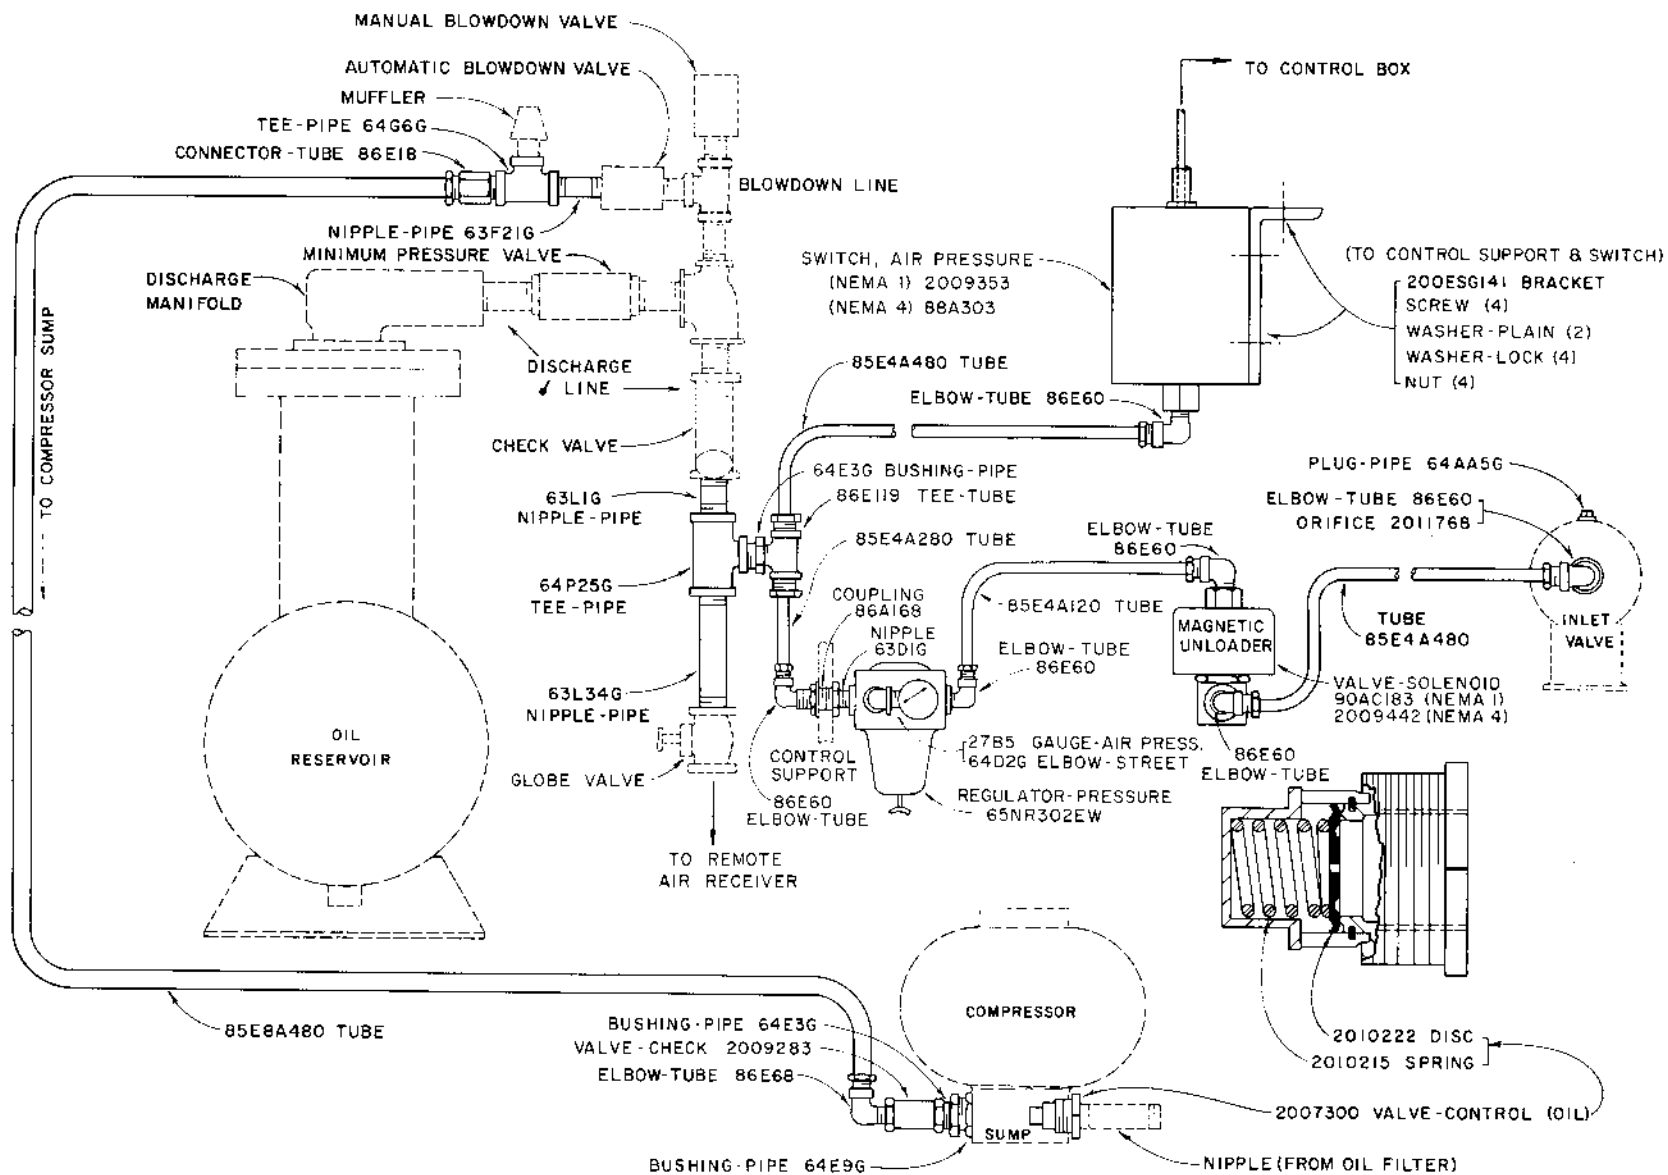 MANUAL BLOWDOWN VALVE
AUTOMATIC BLOWDOWN VALVE
MUFFLER
TEE-PIPE 64G6G
CONNECTOR-TUBE 86E18
TO CONTROL BOX
BLOWDOWN LINE
NIPPLE-PIPE 63F21G
MINIMUM PRESSURE VALVE
DISCHARGE
MANIFOLD
SWITCH, AIR PRESSURE
(NEMA 1) 2009353
(NEMA 4) 88A303
(TO CONTROL SUPPORT & SWITCH)
200ESG141 BRACKET
SCREW (4)
WASHER-PLAIN (2)
WASHER-LOCK (4)
NUT (4)
TO COMPRESSOR SUMP
DISCHARGE
LINE
85E4A480 TUBE
ELBOW-TUBE 86E60
CHECK VALVE
64E3G BUSHING-PIPE
86E119 TEE-TUBE
63L1G
NIPPLE-PIPE
PLUG-PIPE 64AA5G
ELBOW-TUBE 86E60
ORIFICE 2011768
85E4A280 TUBE
ELBOW-TUBE
86E60
64P25G
TEE-PIPE
COUPLING
86A168
NIPPLE
63D1G
85E4A120 TUBE
ELBOW-TUBE
86E60
MAGNETIC
UNLOADER
TUBE
85E4A480
INLET
VALVE
63L34G
NIPPLE-PIPE
VALVE-SOLENOID
90AC183 (NEMA 1)
2009442 (NEMA 4)
OIL
RESERVOIR
GLOBE VALVE
CONTROL
SUPPORT
27B5 GAUGE-AIR PRESS.
64D2G ELBOW-STREET
86E60
ELBOW-TUBE
86E60
ELBOW-TUBE
REGULATOR-PRESSURE
65NR302EW
TO REMOTE
AIR RECEIVER
COMPRESSOR
85E8A480 TUBE
BUSHING-PIPE 64E3G
VALVE-CHECK 2009283
ELBOW-TUBE 86E68
2010222 DISC
2010215 SPRING
2007300 VALVE-CONTROL (OIL)
SUMP
BUSHING-PIPE 64E9G
NIPPLE (FROM OIL FILTER)